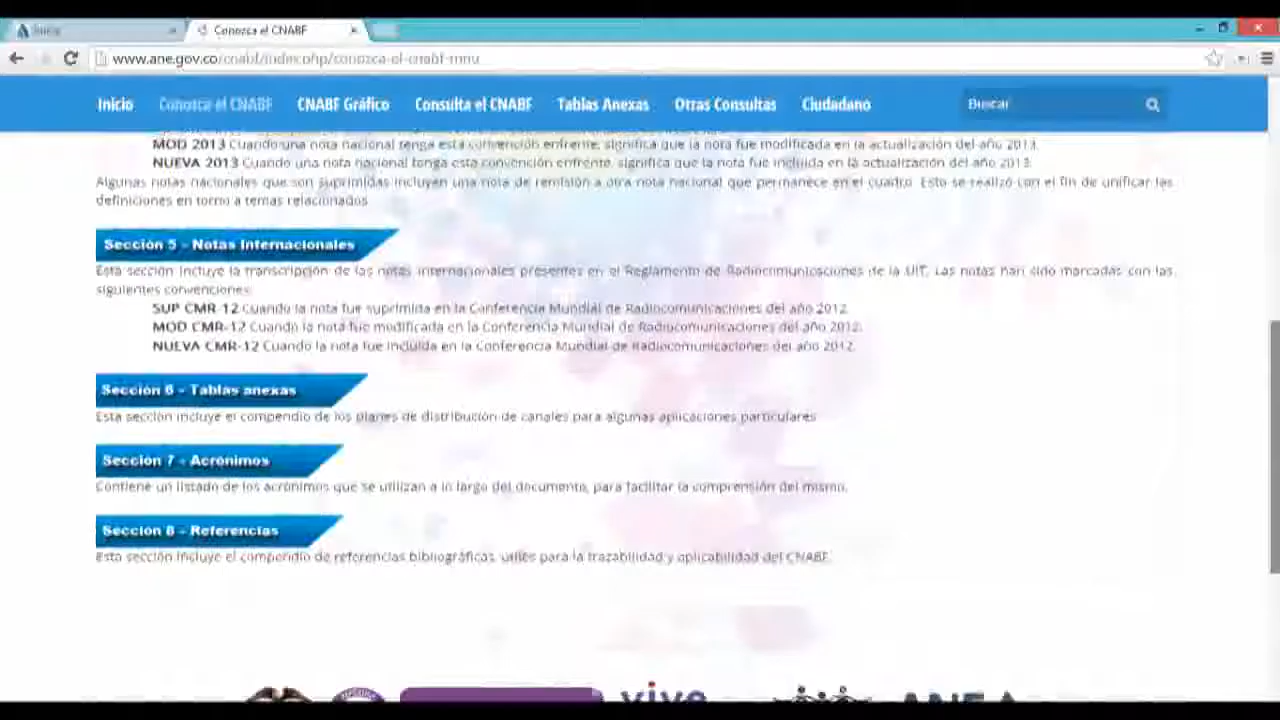 Inicio
Conozca el CNABF
www.ane.gov.co/cnabf/index.php/conozca-el-cnabf-mnu
Inicio Conozca el CNABF CNABF Gráfico Consulta el CNABF Tablas Anexas Otras Consultas Ciudadano Buscar
MOD 2013 Cuando una nota nacional tenga esta convención enfrente, significa que la nota fue modificada en la actualización del año 2013.
NUEVA 2013 Cuando una nota nacional tenga esta convención enfrente, significa que la nota fue incluida en la actualización del año 2013.
Algunas notas nacionales que son suprimidas incluyen una nota de remisión a otra nota nacional que permanece en el cuadro. Esto se realizó con el fin de unificar las
definiciones en torno a temas relacionados
Sección 5 - Notas Internacionales
Esta sección incluye la transcripción de las notas internacionales presentes en el Reglamento de Radiocomunicaciones de la UIT. Las notas han sido marcadas con las
siguientes convenciones:
SUP CMR-12 Cuando la nota fue suprimida en la Conferencia Mundial de Radiocomunicaciones del año 2012.
MOD CMR-12 Cuando la nota fue modificada en la Conferencia Mundial de Radiocomunicaciones del año 2012.
NUEVA CMR-12 Cuando la nota fue incluida en la Conferencia Mundial de Radiocomunicaciones del año 2012.
Sección 6 - Tablas anexas
Esta sección incluye el compendio de los planes de distribución de canales para algunas aplicaciones particulares
Sección 7 - Acrónimos
Contiene un listado de los acrónimos que se utilizan a lo largo del documento, para facilitar la comprensión del mismo.
Sección 8 - Referencias
Esta sección incluye el compendio de referencias bibliográficas, utiles para la trazabilidad y aplicabilidad del CNABF.
vive